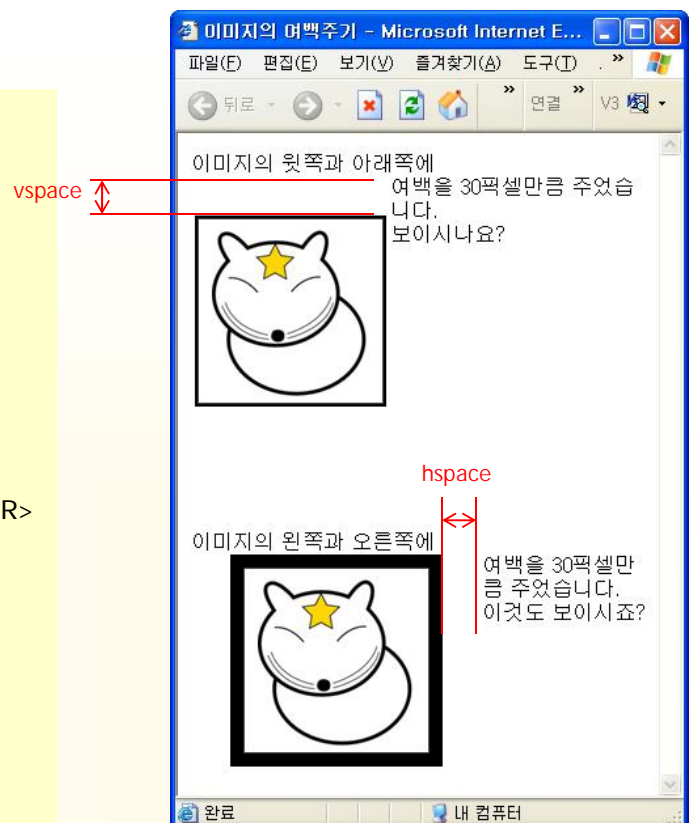 이미지의 여백주기 - Microsoft Internet E...
파일(F) 편집(E) 보기(V) 즐겨찾기(A) 도구(T) . »
뒤로 » 연결 » V3
이미지의 윗쪽과 아래쪽에
vspace
여백을 30픽셀만큼 주었습
니다.
보이시나요?
hspace
R>
이미지의 왼쪽과 오른쪽에
여백을 30픽셀만
큼 주었습니다.
이것도 보이시죠?
완료 내 컴퓨터